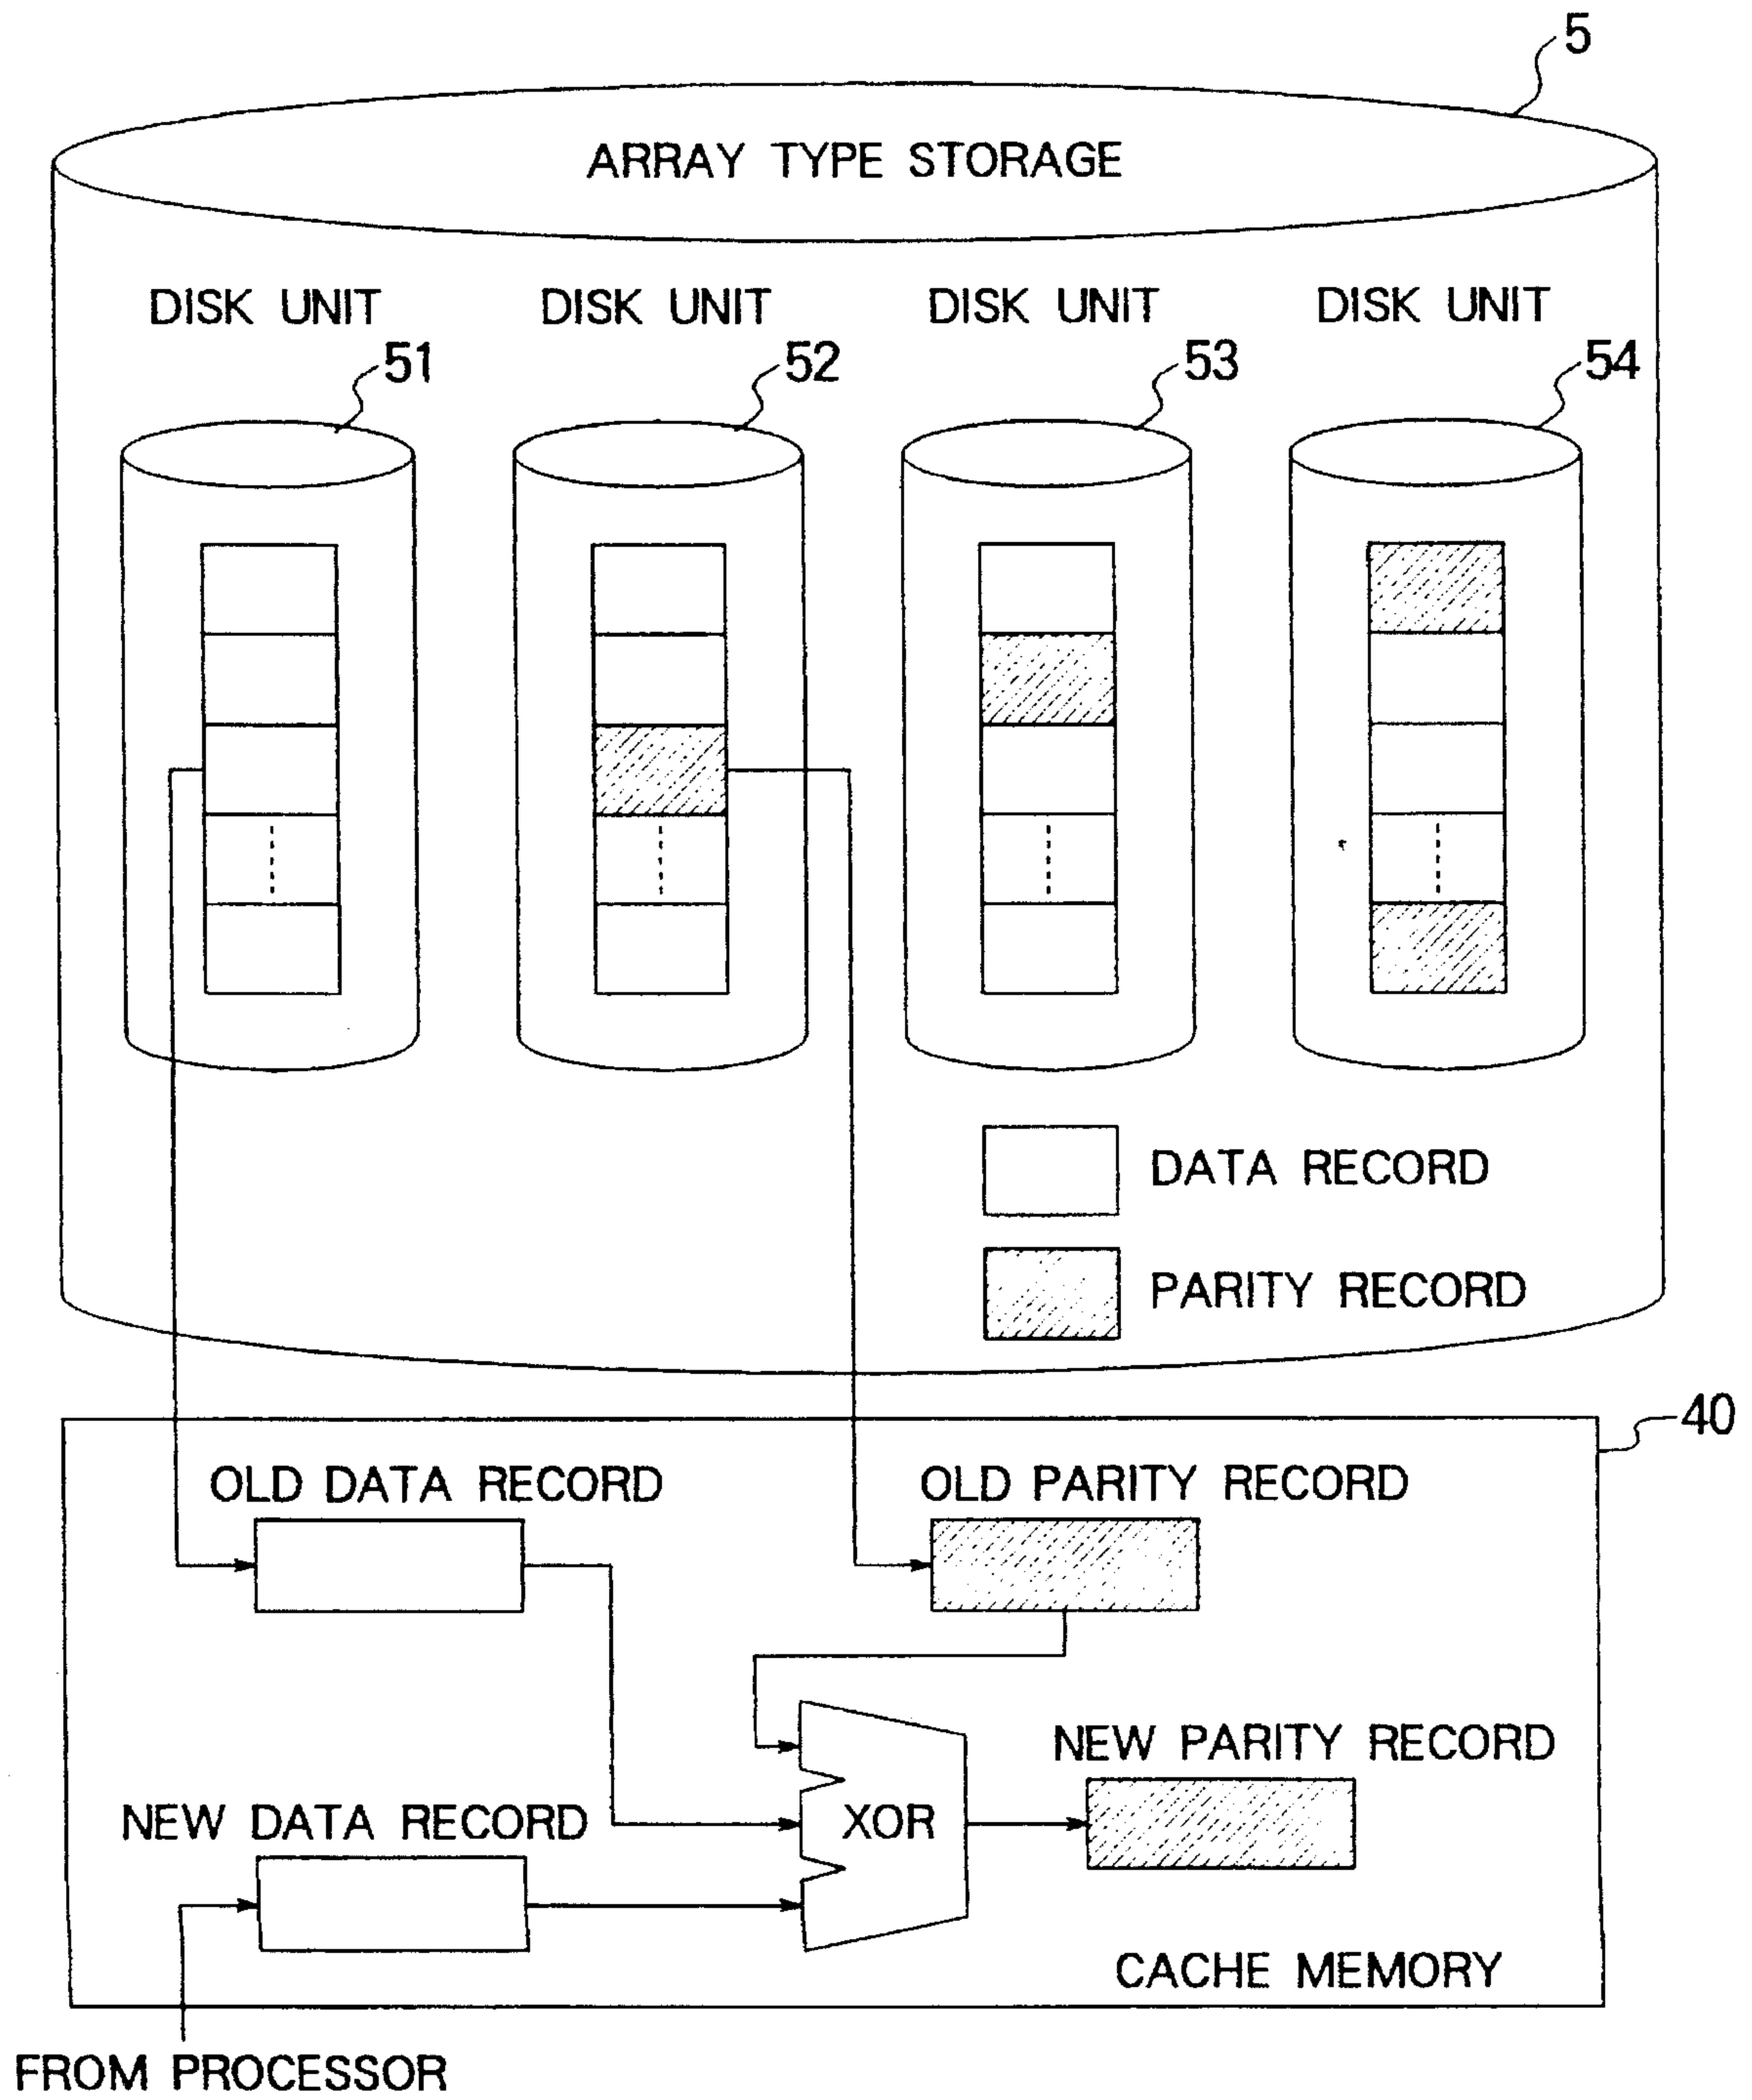 5
ARRAY TYPE STORAGE
DISK UNIT DISK UNIT DISK UNIT DISK UNIT
51 52 53 54
DATA RECORD
PARITY RECORD
40
OLD DATA RECORD OLD PARITY RECORD
NEW PARITY RECORD
NEW DATA RECORD XOR
CACHE MEMORY
FROM PROCESSOR